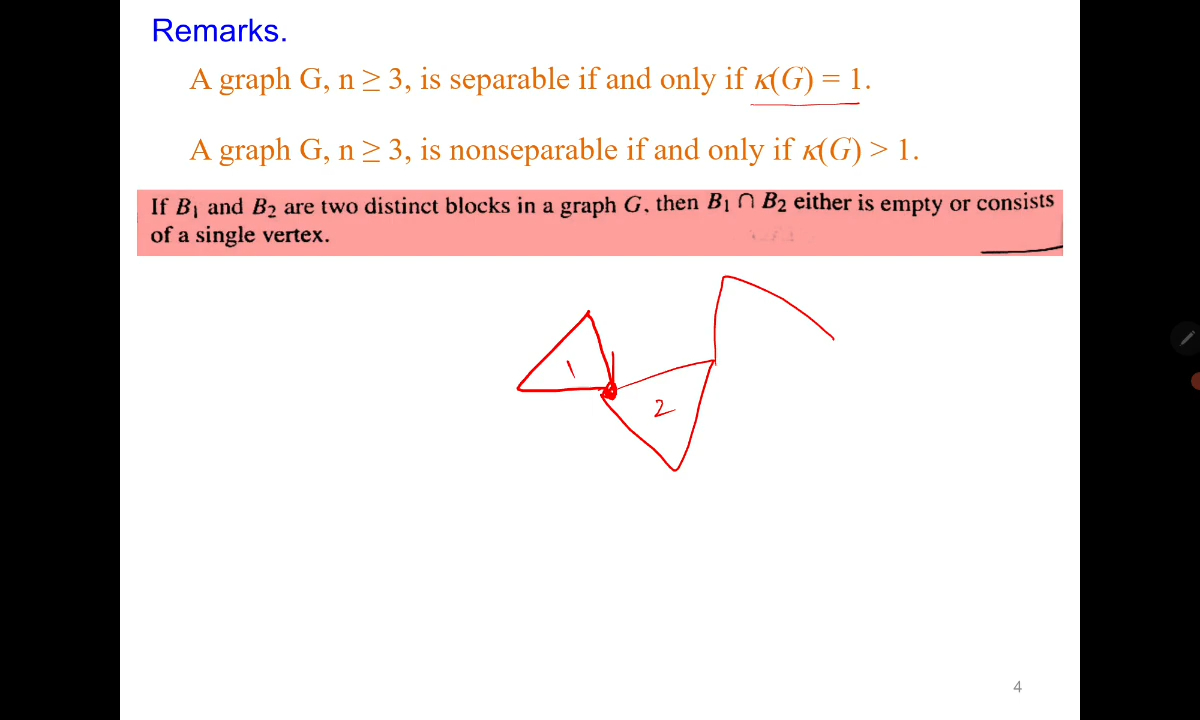 Remarks.
A graph G, n ≥ 3, is separable if and only if κ(G) = 1.
A graph G, n ≥ 3, is nonseparable if and only if κ(G) > 1.
If B₁ and B₂ are two distinct blocks in a graph G, then B₁ ∩ B₂ either is empty or consists
of a single vertex.
1
2
4